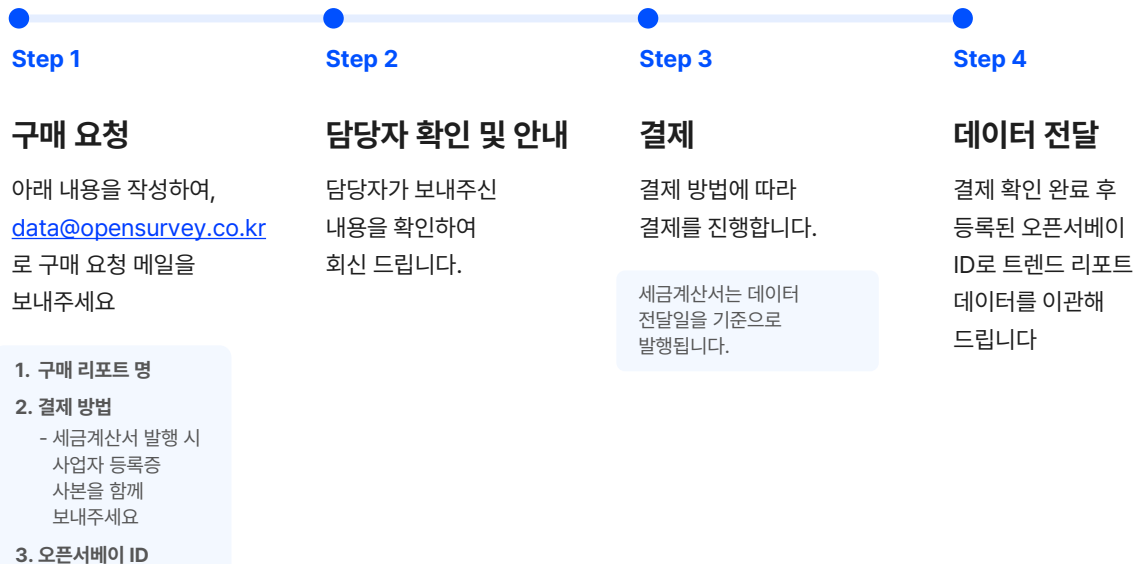 Step 1
구매 요청
아래 내용을 작성하여,
data@opensurvey.co.kr
로 구매 요청 메일을
보내주세요
1. 구매 리포트 명
2. 결제 방법
- 세금계산서 발행 시
사업자 등록증
사본을 함께
보내주세요
3. 오픈서베이 ID
Step 2
담당자 확인 및 안내
담당자가 보내주신
내용을 확인하여
회신 드립니다.
Step 3
결제
결제 방법에 따라
결제를 진행합니다.
세금계산서는 데이터
전달일을 기준으로
발행됩니다.
Step 4
데이터 전달
결제 확인 완료 후
등록된 오픈서베이
ID로 트렌드 리포트
데이터를 이관해
드립니다